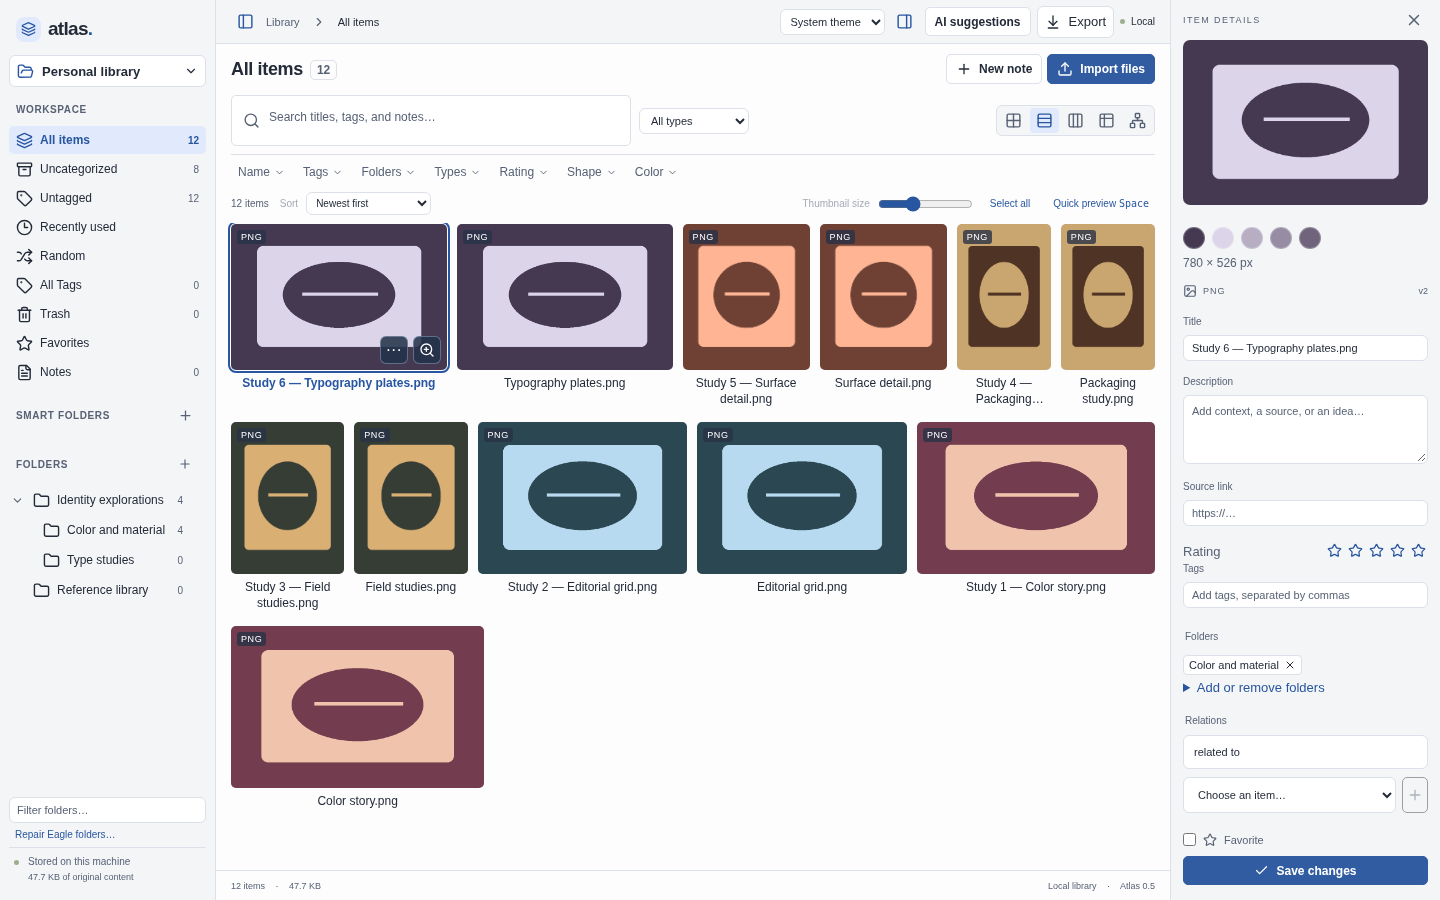 atlas.
Personal library
WORKSPACE
All items 12
Uncategorized 8
Untagged 12
Recently used
Random
All Tags 0
Trash 0
Favorites
Notes 0
SMART FOLDERS
FOLDERS
Identity explorations 4
Color and material 4
Type studies 0
Reference library 0
Filter folders…
Repair Eagle folders…
Stored on this machine
47.7 KB of original content
Library All items
System theme AI suggestions Export Local
All items 12
New note Import files
Search titles, tags, and notes… All types
Name Tags Folders Types Rating Shape Color
12 items Sort Newest first Thumbnail size Select all Quick preview Space
PNG PNG PNG PNG PNG PNG
Study 6 — Typography plates.png
Typography plates.png
Study 5 — Surface
detail.png
Surface detail.png
Study 4 —
Packaging…
Packaging
study.png
PNG PNG PNG PNG PNG
Study 3 — Field
studies.png
Field studies.png
Study 2 — Editorial grid.png
Editorial grid.png
Study 1 — Color story.png
PNG
Color story.png
12 items · 47.7 KB
Local library · Atlas 0.5
ITEM DETAILS
780 × 526 px
PNG v2
Title
Study 6 — Typography plates.png
Description
Add context, a source, or an idea…
Source link
https://…
Rating
Tags
Add tags, separated by commas
Folders
Color and material
Add or remove folders
Relations
related to
Choose an item…
Favorite
Save changes